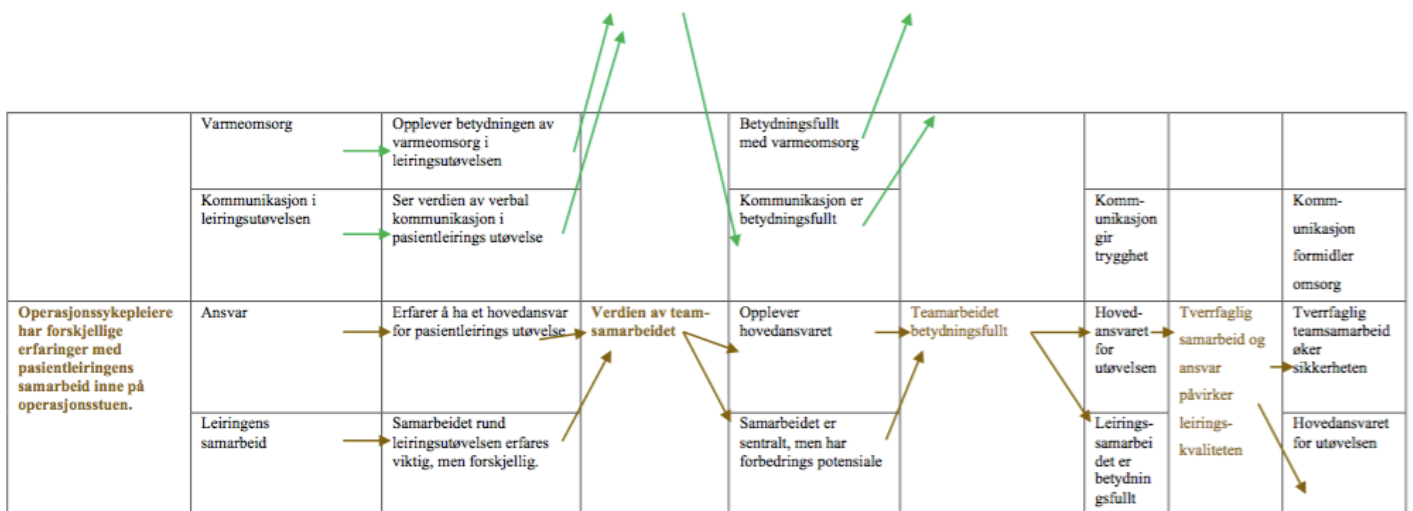 Varmeomsorg
Opplever betydningen av
varmeomsorg i
leiringsutøvelsen
Betydningsfullt
med varmeomsorg
Kommunikasjon i
leiringsutøvelsen
Ser verdien av verbal
kommunikasjon i
pasientleirings utøvelse
Kommunikasjon er
betydningsfullt
Komm-
unikasjon
gir
trygghet
Komm-
unikasjon
formidler
omsorg
Operasjonssykepleiere
har forskjellige
erfaringer med
pasientleiringens
samarbeid inne på
operasjonsstuen.
Ansvar
Erfarer å ha et hovedansvar
for pasientleirings utøvelse
Verdien av team-
samarbeidet
Opplever
hovedansvaret
Teamarbeidet
betydningsfullt
Hoved-
ansvaret
for
utøvelsen
Tverrfaglig
samarbeid og
ansvar
påvirker
leirings-
kvaliteten
Tverrfaglig
teamsamarbeid
øker
sikkerheten
Leiringens
samarbeid
Samarbeidet rund
leiringsutøvelsen erfares
viktig, men forskjellig.
Samarbeidet er
sentralt, men har
forbedrings potensiale
Leirings-
samarbei
det er
betydnin
gsfullt
Hovedansvaret
for utøvelsen